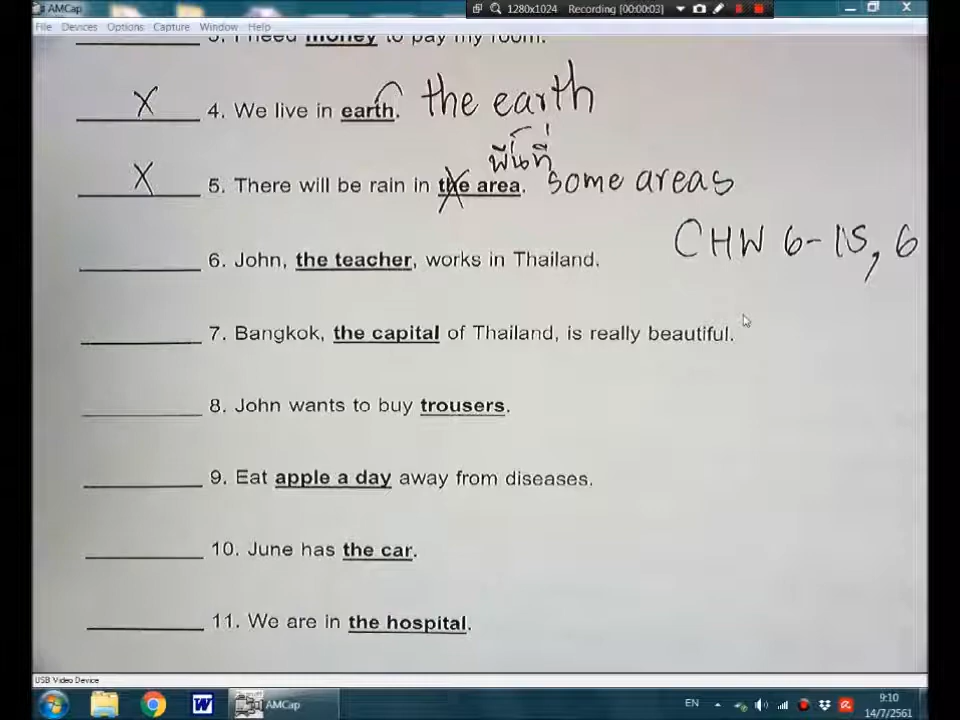 AMCap
1280x1024 Recording [00:00:03]
File Devices Options Capture Window Help
3. I need money to pay my room.
X 4. We live in earth. the earth
พื้นที่
X 5. There will be rain in the area. some areas
CHW 6-15, 6
6. John, the teacher, works in Thailand.
7. Bangkok, the capital of Thailand, is really beautiful.
8. John wants to buy trousers.
9. Eat apple a day away from diseases.
10. June has the car.
11. We are in the hospital.
USB Video Device
AMCap EN 9:10
14/7/2561